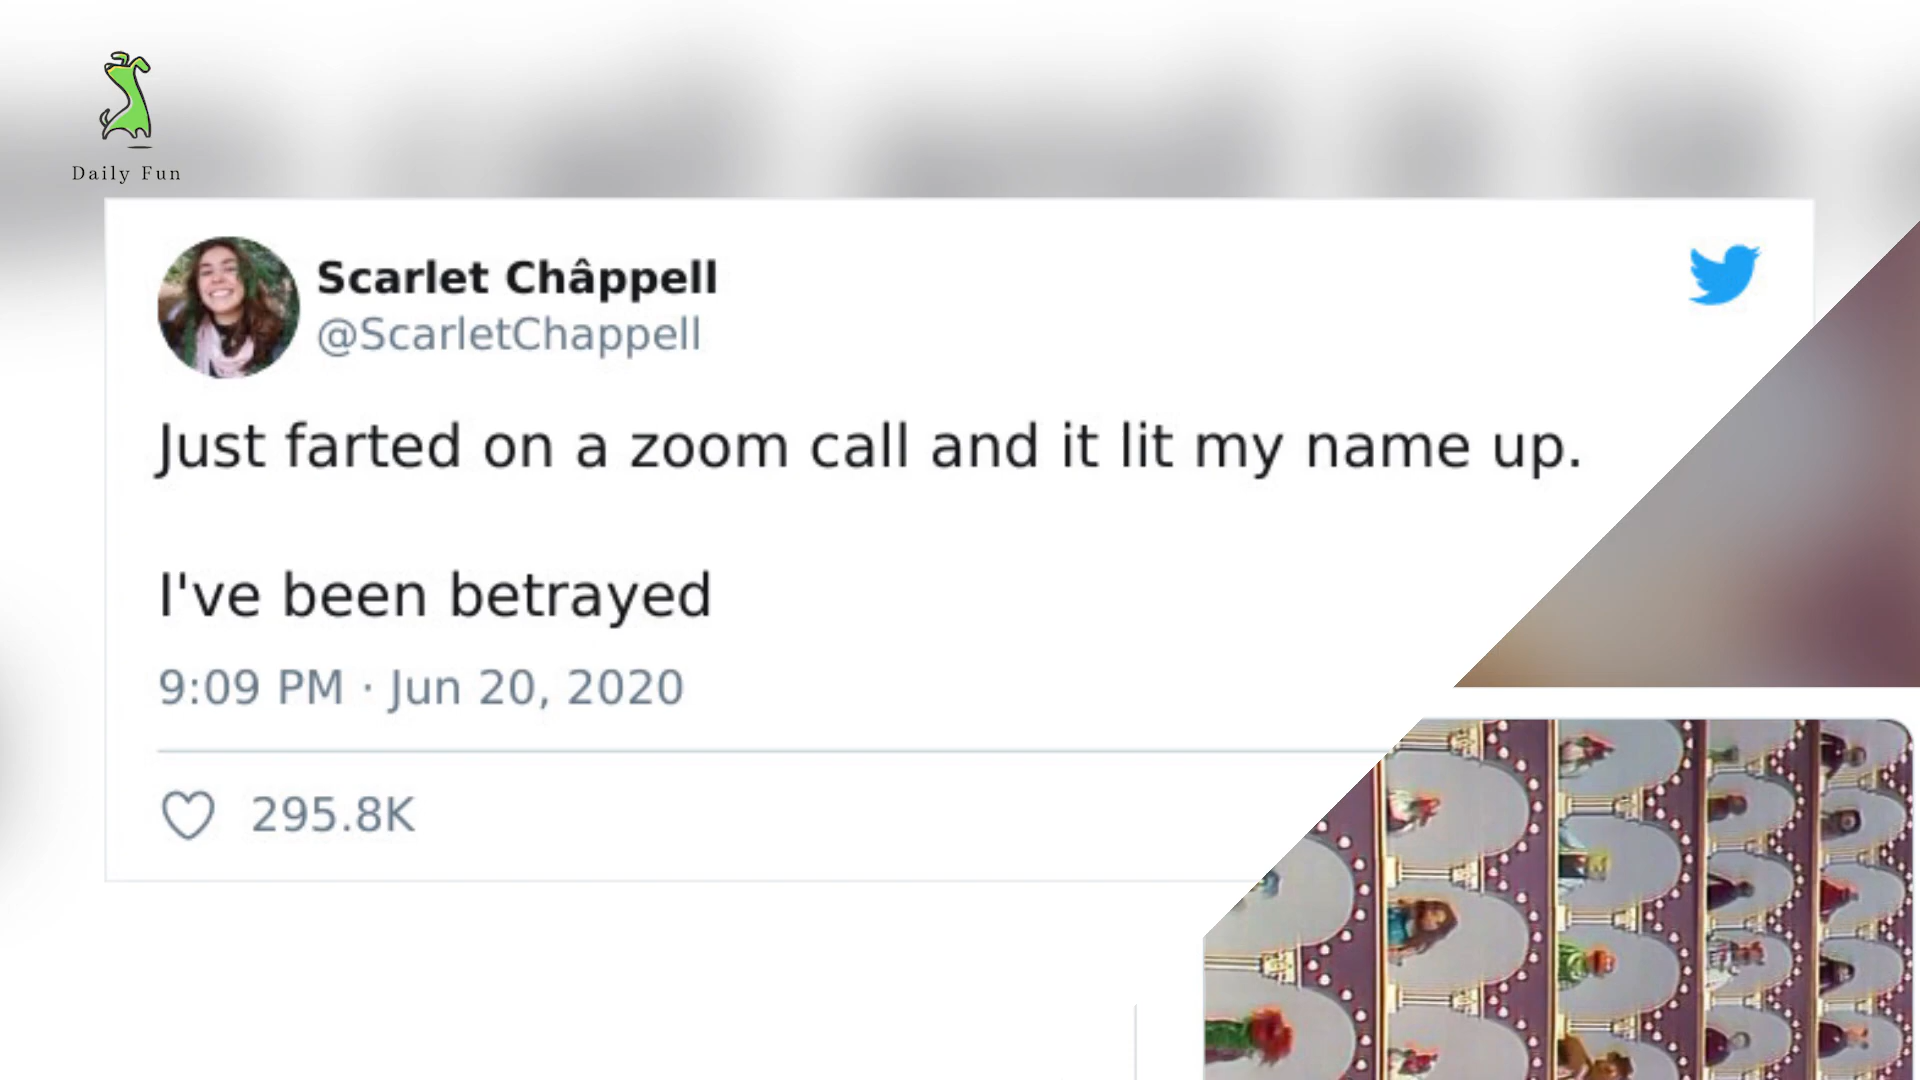 Daily Fun
Scarlet Châppell
@ScarletChappell
Just farted on a zoom call and it lit my name up.
I've been betrayed
9:09 PM · Jun 20, 2020
295.8K